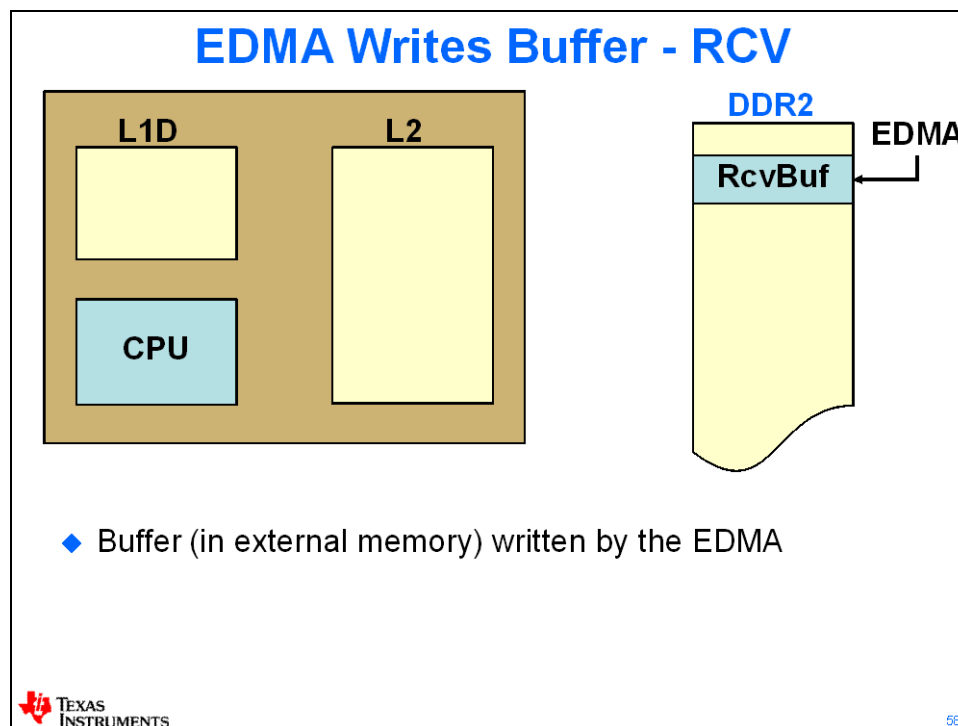 EDMA Writes Buffer - RCV
L1D
L2
CPU
DDR2
EDMA
RcvBuf
Buffer (in external memory) written by the EDMA
TEXAS
INSTRUMENTS
58